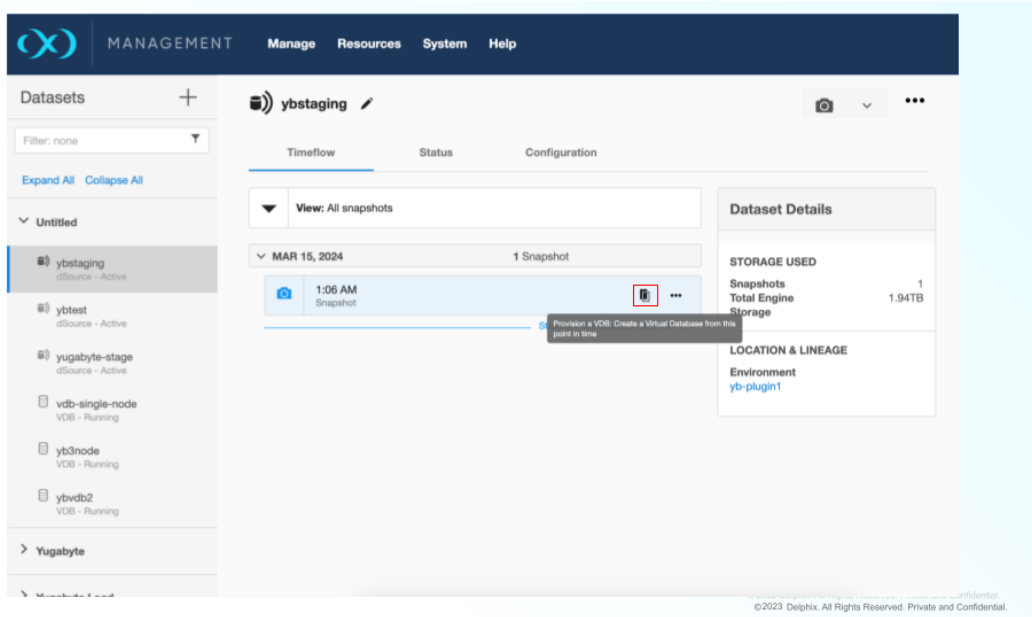 MANAGEMENT
Manage Resources System Help
Datasets
Filter: none
Expand All Collapse All
Untitled
ybstaging
dSource - Active
ybtest
dSource - Active
yugabyte-stage
dSource - Active
vdb-single-node
VDB - Running
yb3node
VDB - Running
ybvdb2
VDB - Running
Yugabyte
ybstaging
Timeflow Status Configuration
View: All snapshots
MAR 15, 2024 1 Snapshot
1:06 AM
Snapshot
Provision a VDB: Create a Virtual Database from this
point in time
Dataset Details
STORAGE USED
Snapshots 1
Total Engine 1.94TB
Storage
LOCATION & LINEAGE
Environment
yb-plugin1
©2023 Delphix. All Rights Reserved. Private and Confidential.